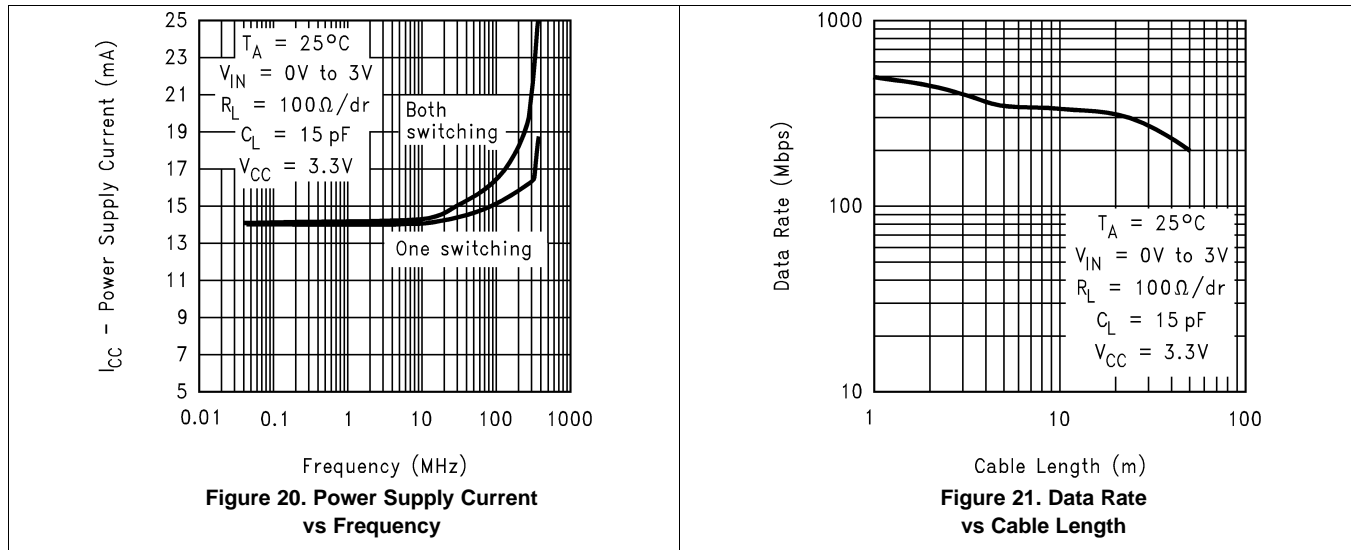 25
23
21
19
17
15
13
11
9
7
5
I_CC - Power Supply Current (mA)
T_A = 25°C
V_IN = 0V to 3V
R_L = 100Ω/dr
C_L = 15 pF
V_CC = 3.3V
Both
switching
One switching
0.01 0.1 1 10 100 1000
Frequency (MHz)
Figure 20. Power Supply Current
vs Frequency
1000
100
10
Data Rate (Mbps)
T_A = 25°C
V_IN = 0V to 3V
R_L = 100Ω/dr
C_L = 15 pF
V_CC = 3.3V
1 10 100
Cable Length (m)
Figure 21. Data Rate
vs Cable Length